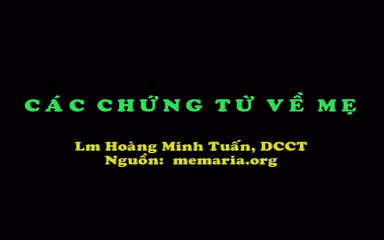 CÁC CHỨNG TỪ VỀ MẸ
Lm Hoàng Minh Tuấn, DCCT
Nguồn: memaria.org